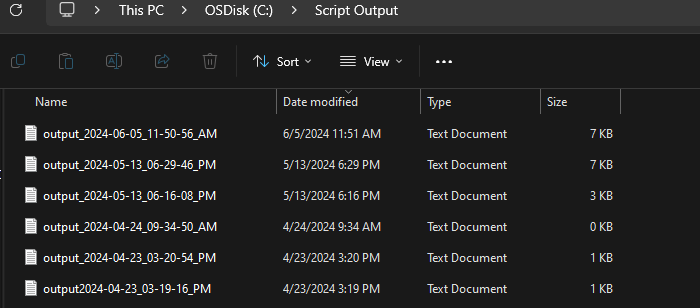 This PC > OSDisk (C:) > Script Output
Sort View
Name Date modified Type Size
output_2024-06-05_11-50-56_AM 6/5/2024 11:51 AM Text Document 7 KB
output_2024-05-13_06-29-46_PM 5/13/2024 6:29 PM Text Document 7 KB
output_2024-05-13_06-16-08_PM 5/13/2024 6:16 PM Text Document 3 KB
output_2024-04-24_09-34-50_AM 4/24/2024 9:34 AM Text Document 0 KB
output_2024-04-23_03-20-54_PM 4/23/2024 3:20 PM Text Document 1 KB
output2024-04-23_03-19-16_PM 4/23/2024 3:19 PM Text Document 1 KB